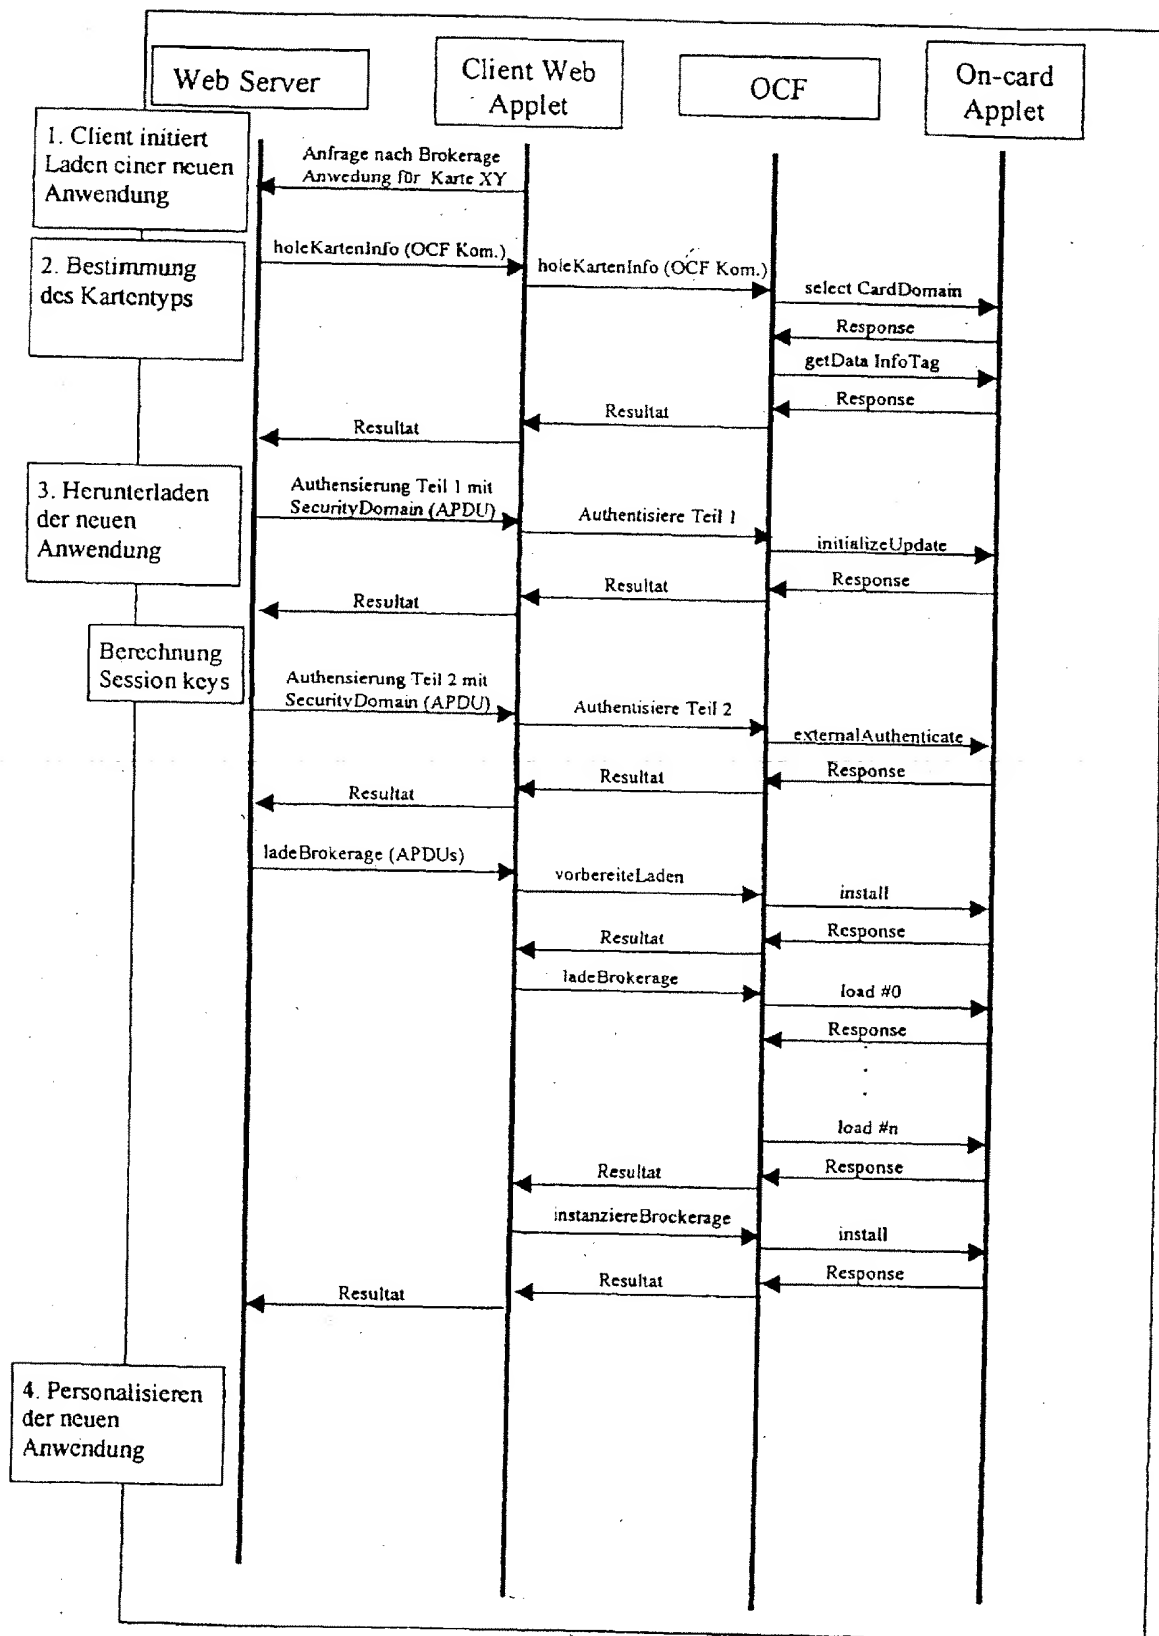 Web Server
Client Web
Applet
OCF
On-card
Applet
1. Client initiert
Laden einer neuen
Anwendung
Anfrage nach Brokerage
Anwedung für Karte XY
2. Bestimmung
des Kartentyps
holeKartenInfo (OCF Kom.)
holeKartenInfo (OCF Kom.)
select CardDomain
Response
getData InfoTag
Response
Resultat
Resultat
3. Herunterladen
der neuen
Anwendung
Authensierung Teil 1 mit
SecurityDomain (APDU)
Authentisiere Teil 1
initializeUpdate
Response
Resultat
Resultat
Berechnung
Session keys
Authensierung Teil 2 mit
SecurityDomain (APDU)
Authentisiere Teil 2
externalAuthenticate
Response
Resultat
Resultat
ladeBrokerage (APDUs)
vorbereiteLaden
install
Response
Resultat
ladeBrokerage
load #0
Response
.
.
.
load #n
Response
Resultat
instanziereBrockerage
install
Response
Resultat
Resultat
4. Personalisieren
der neuen
Anwendung